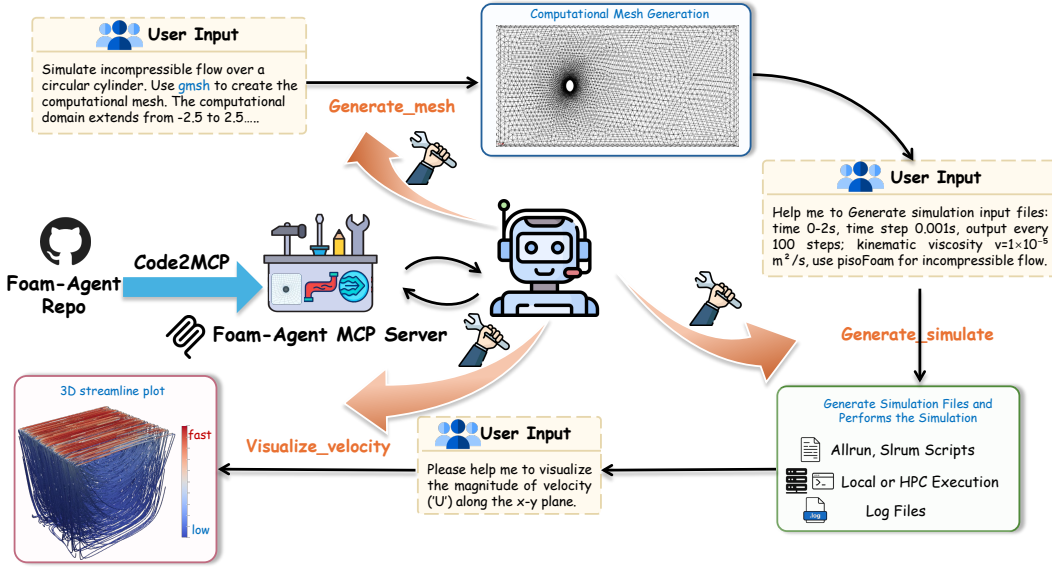 Computational Mesh Generation
User Input
Simulate incompressible flow over a
circular cylinder. Use gmsh to create the
computational mesh. The computational
domain extends from -2.5 to 2.5.....
Generate_mesh
User Input
Help me to Generate simulation input files:
time 0-2s, time step 0.001s, output every
100 steps; kinematic viscosity ν=1×10⁻⁵
m²/s, use pisoFoam for incompressible flow.
Foam-Agent
Repo
Code2MCP
Foam-Agent MCP Server
Generate_simulate
Generate Simulation Files and
Performs the Simulation
Allrun, Slrum Scripts
Local or HPC Execution
.log
Log Files
User Input
Please help me to visualize
the magnitude of velocity
('U') along the x-y plane.
Visualize_velocity
3D streamline plot
fast
low